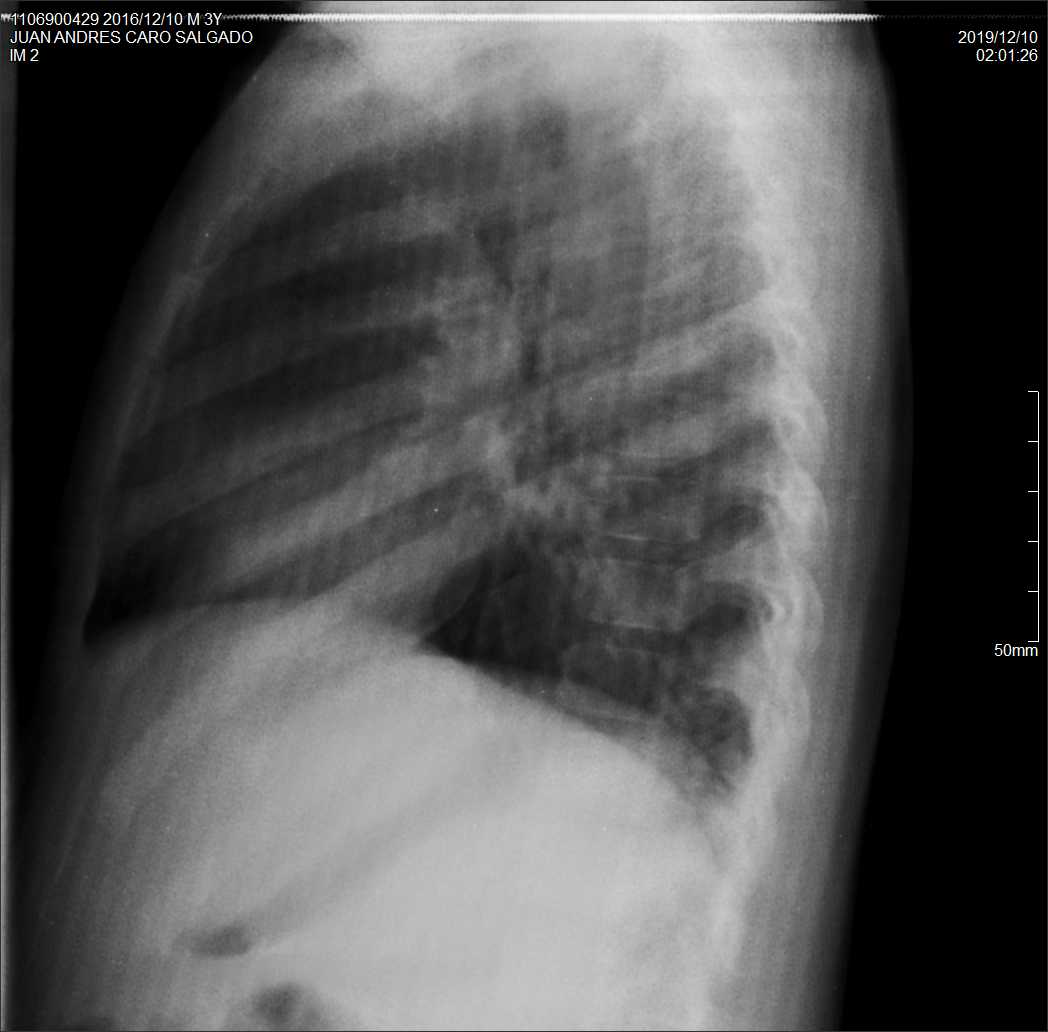 1106900429 2016/12/10 M 3Y
JUAN ANDRES CARO SALGADO
IM 2
2019/12/10
02:01:26
50mm